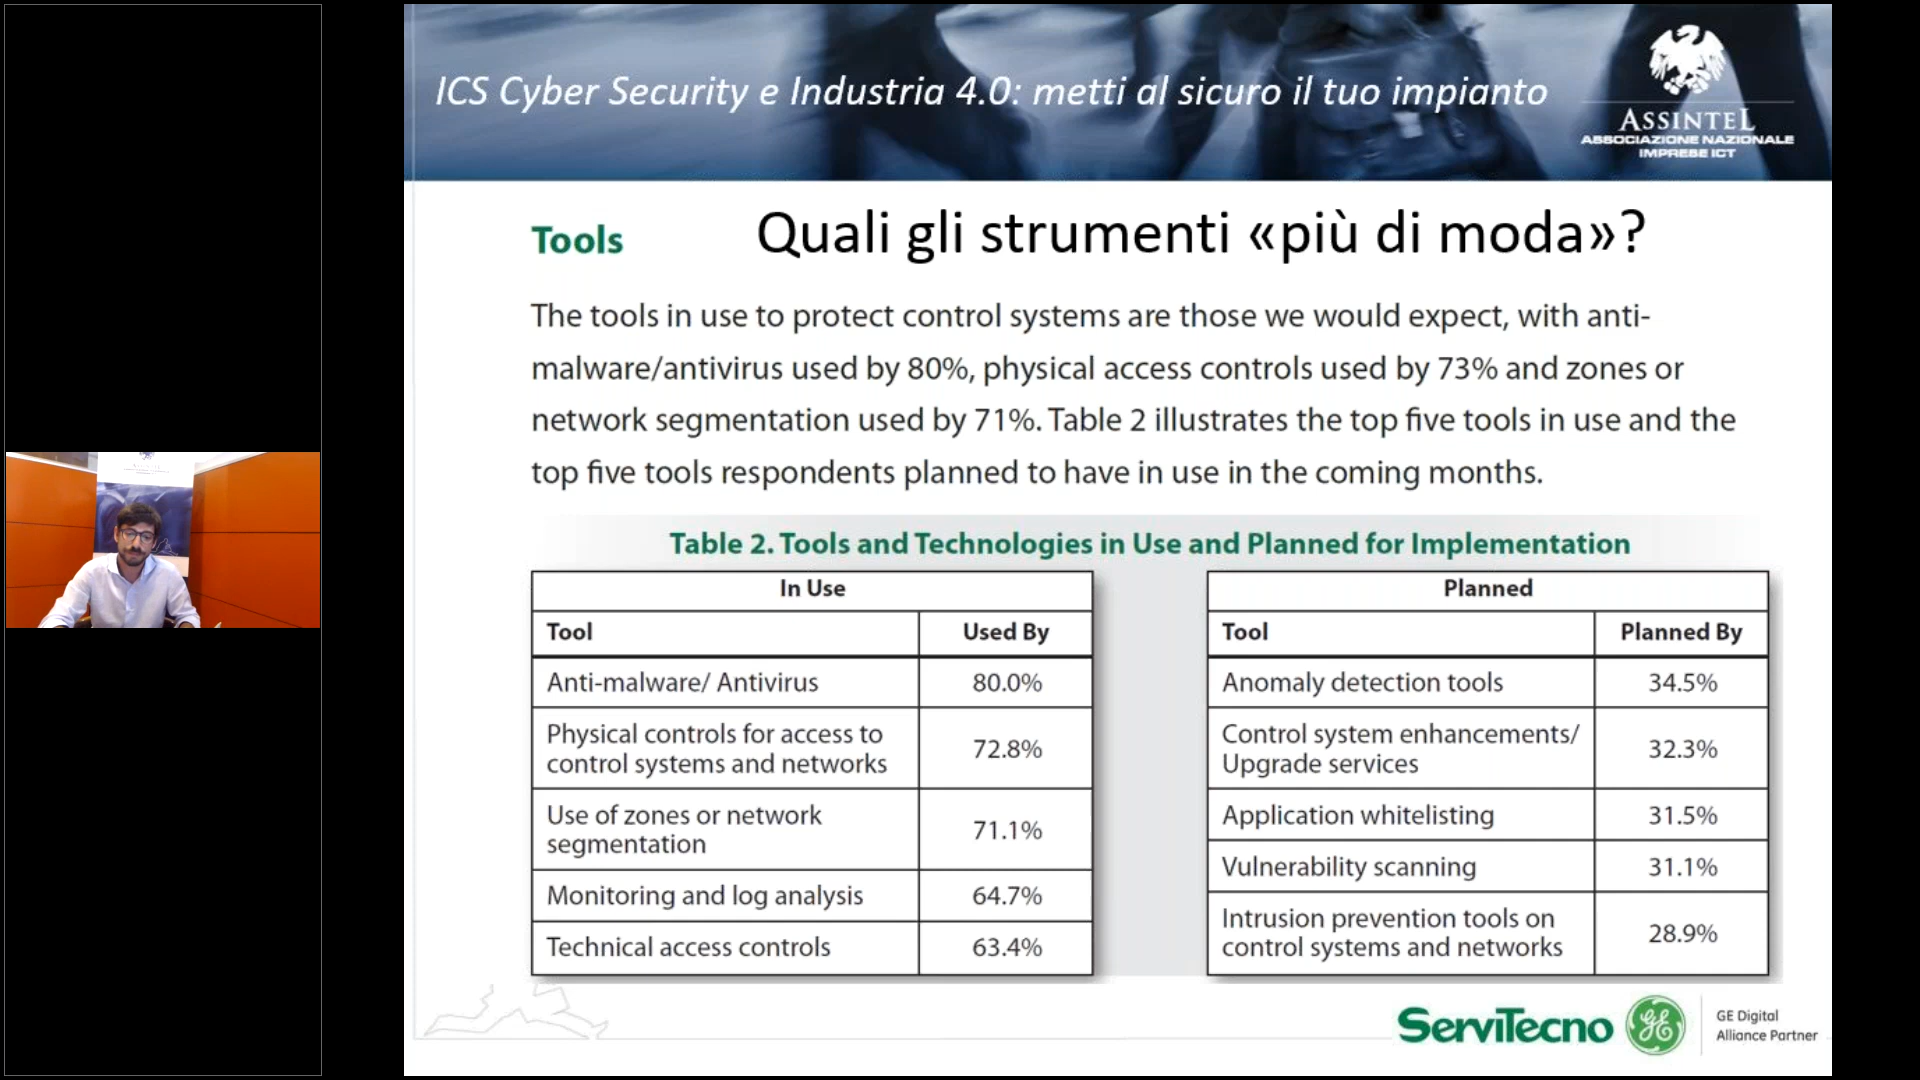 ICS Cyber Security e Industria 4.0: metti al sicuro il tuo impianto
ASSINTEL
ASSOCIAZIONE NAZIONALE
IMPRESE ICT
Tools
Quali gli strumenti «più di moda»?
The tools in use to protect control systems are those we would expect, with anti-
malware/antivirus used by 80%, physical access controls used by 73% and zones or
network segmentation used by 71%. Table 2 illustrates the top five tools in use and the
top five tools respondents planned to have in use in the coming months.
Table 2. Tools and Technologies in Use and Planned for Implementation
In Use
Tool Used By
Anti-malware/ Antivirus 80.0%
Physical controls for access to
control systems and networks 72.8%
Use of zones or network
segmentation 71.1%
Monitoring and log analysis 64.7%
Technical access controls 63.4%
Planned
Tool Planned By
Anomaly detection tools 34.5%
Control system enhancements/
Upgrade services 32.3%
Application whitelisting 31.5%
Vulnerability scanning 31.1%
Intrusion prevention tools on
control systems and networks 28.9%
ServiTecno
GE
GE Digital
Alliance Partner